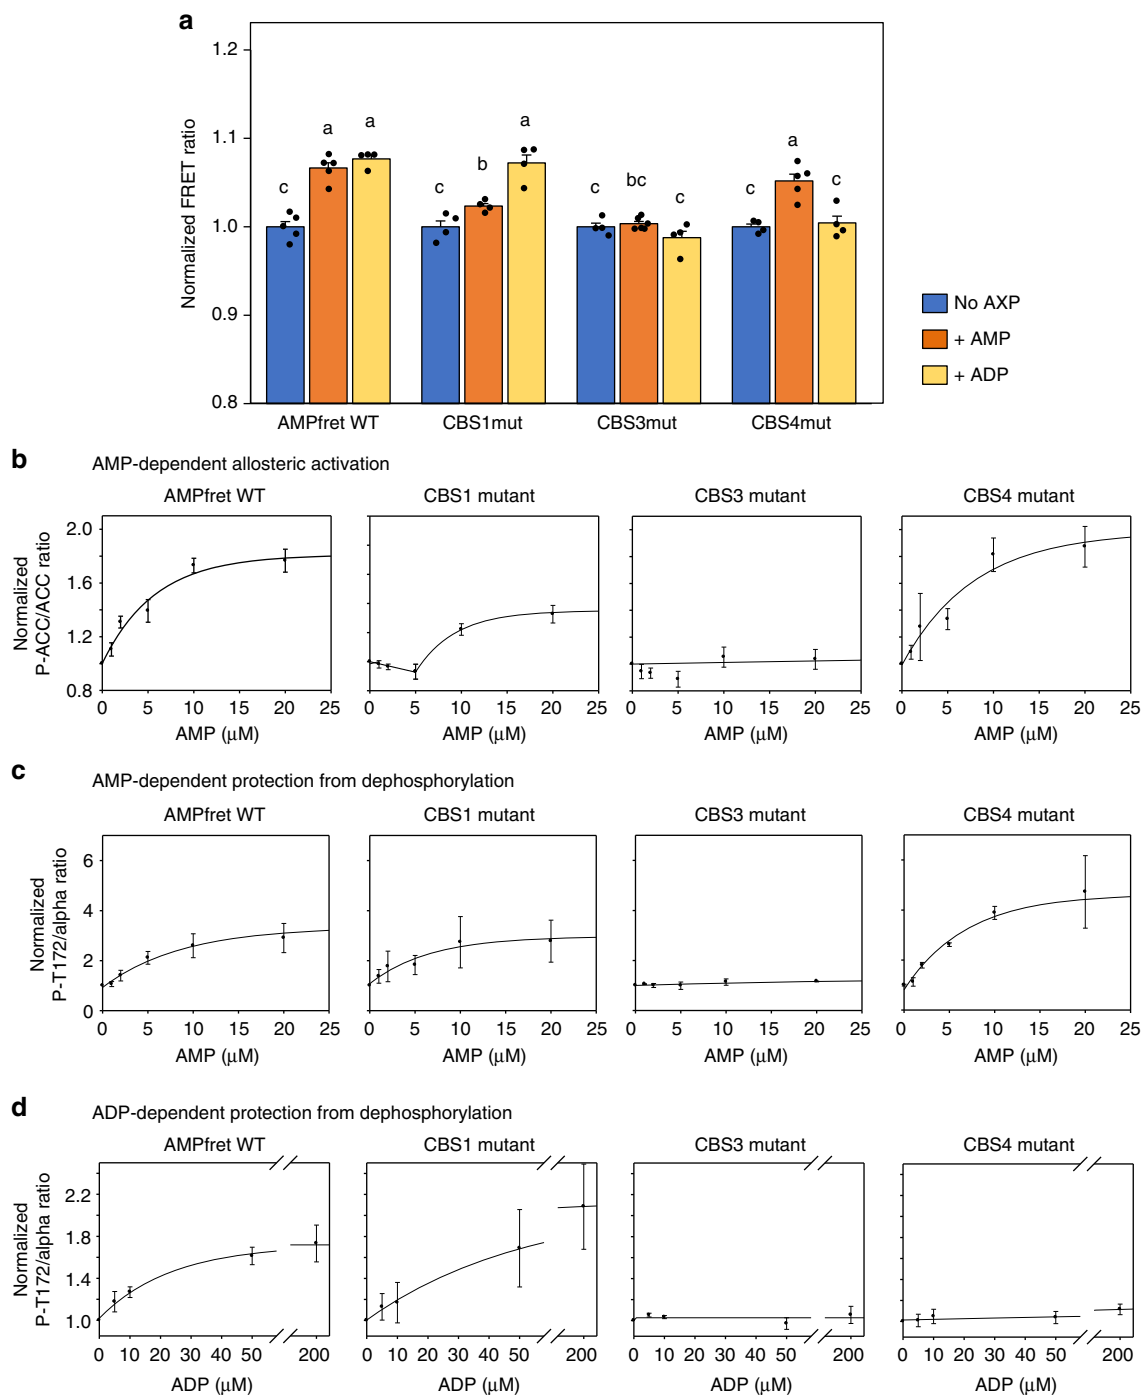 a
1.2
1.1
1.0
0.9
0.8
Normalized FRET ratio
c a a c b a c bc c c a c
AMPfret WT CBS1mut CBS3mut CBS4mut
No AXP
+ AMP
+ ADP
b AMP-dependent allosteric activation
AMPfret WT CBS1 mutant CBS3 mutant CBS4 mutant
Normalized
P-ACC/ACC ratio
2.0
1.6
1.2
0.8
0 5 10 15 20 25 0 5 10 15 20 25 0 5 10 15 20 25 0 5 10 15 20 25
AMP (μM) AMP (μM) AMP (μM) AMP (μM)
c AMP-dependent protection from dephosphorylation
AMPfret WT CBS1 mutant CBS3 mutant CBS4 mutant
Normalized
P-T172/alpha ratio
6
4
2
0
0 5 10 15 20 25 0 5 10 15 20 25 0 5 10 15 20 25 0 5 10 15 20 25
AMP (μM) AMP (μM) AMP (μM) AMP (μM)
d ADP-dependent protection from dephosphorylation
AMPfret WT CBS1 mutant CBS3 mutant CBS4 mutant
Normalized
P-T172/alpha ratio
2.2
1.8
1.4
1.0
0 10 20 30 40 50 200 0 10 20 30 40 50 200 0 10 20 30 40 50 200 0 10 20 30 40 50 200
ADP (μM) ADP (μM) ADP (μM) ADP (μM)